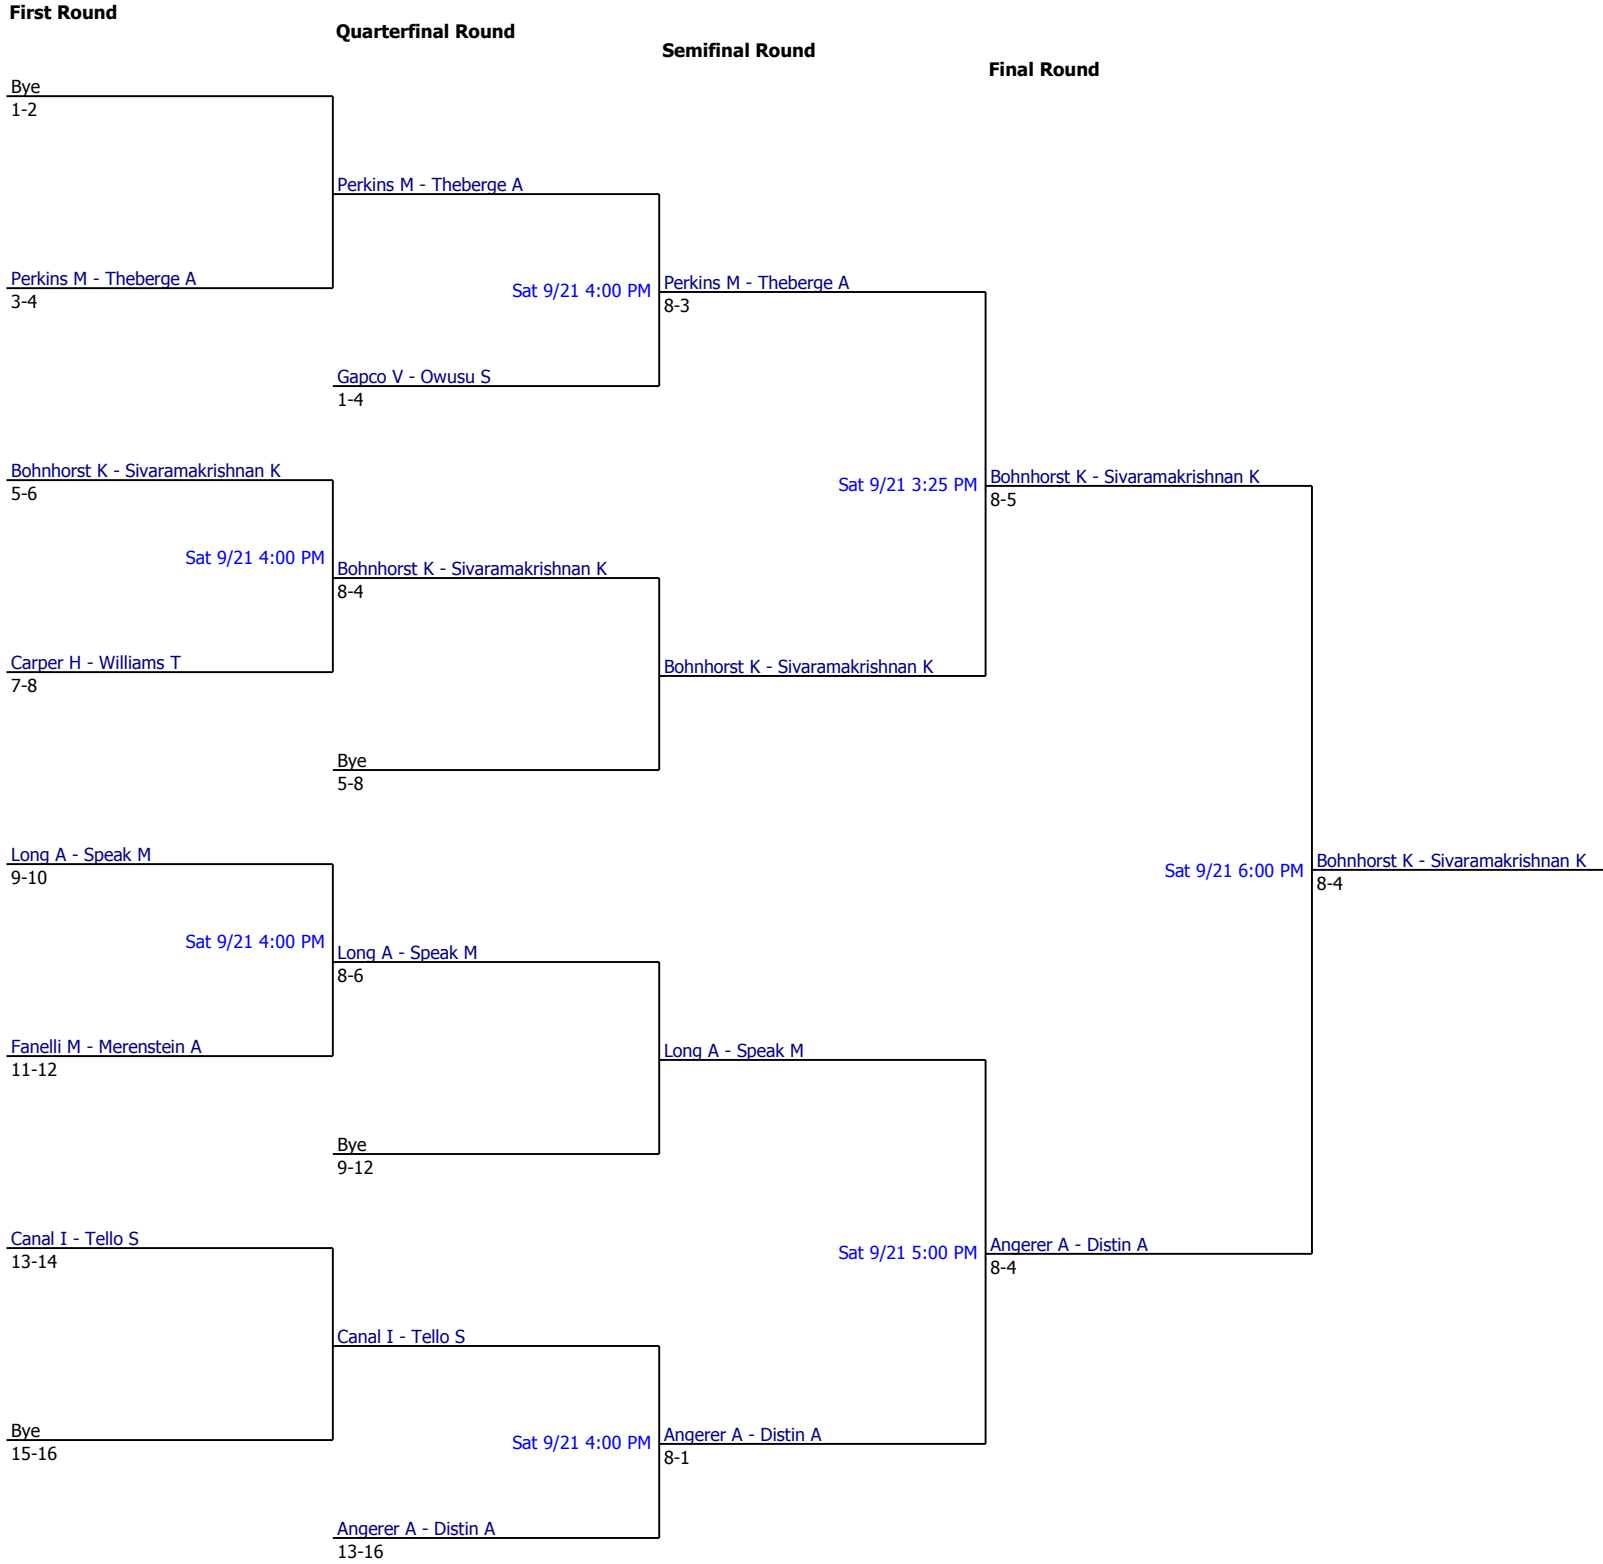 First Round
Quarterfinal Round
Semifinal Round
Final Round
Bye
1-2
Perkins M - Theberge A
Perkins M - Theberge A
3-4
Sat 9/21 4:00 PM
Perkins M - Theberge A
8-3
Gapco V - Owusu S
1-4
Bohnhorst K - Sivaramakrishnan K
5-6
Sat 9/21 3:25 PM
Bohnhorst K - Sivaramakrishnan K
8-5
Sat 9/21 4:00 PM
Bohnhorst K - Sivaramakrishnan K
8-4
Carper H - Williams T
7-8
Bohnhorst K - Sivaramakrishnan K
Bye
5-8
Long A - Speak M
9-10
Sat 9/21 6:00 PM
Bohnhorst K - Sivaramakrishnan K
8-4
Sat 9/21 4:00 PM
Long A - Speak M
8-6
Fanelli M - Merenstein A
11-12
Long A - Speak M
Bye
9-12
Canal I - Tello S
13-14
Sat 9/21 5:00 PM
Angerer A - Distin A
8-4
Canal I - Tello S
Bye
15-16
Sat 9/21 4:00 PM
Angerer A - Distin A
8-1
Angerer A - Distin A
13-16